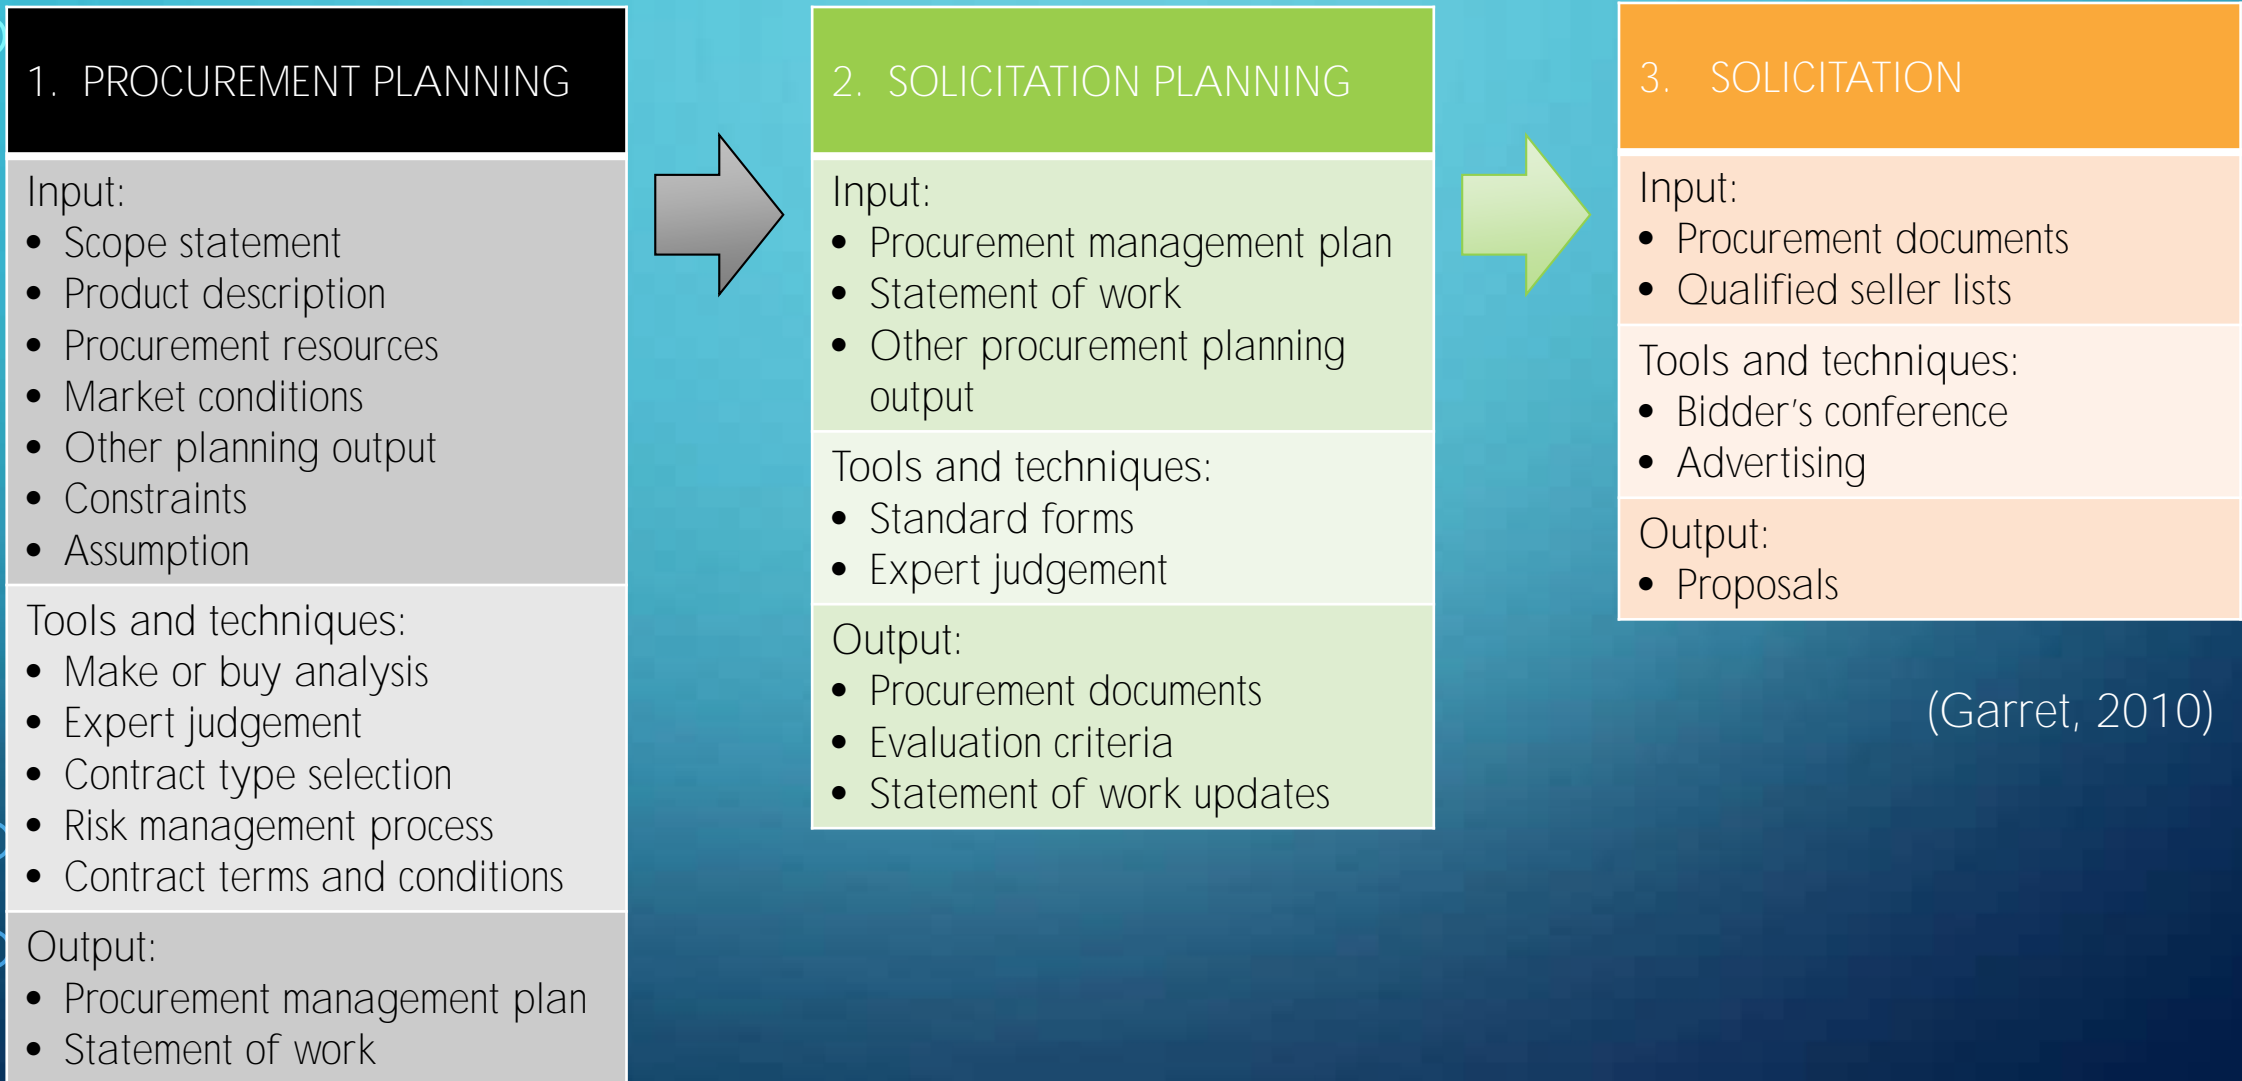 1. PROCUREMENT PLANNING
Input:
• Scope statement
• Product description
• Procurement resources
• Market conditions
• Other planning output
• Constraints
• Assumption
Tools and techniques:
• Make or buy analysis
• Expert judgement
• Contract type selection
• Risk management process
• Contract terms and conditions
Output:
• Procurement management plan
• Statement of work
2. SOLICITATION PLANNING
Input:
• Procurement management plan
• Statement of work
• Other procurement planning
output
Tools and techniques:
• Standard forms
• Expert judgement
Output:
• Procurement documents
• Evaluation criteria
• Statement of work updates
3. SOLICITATION
Input:
• Procurement documents
• Qualified seller lists
Tools and techniques:
• Bidder’s conference
• Advertising
Output:
• Proposals
(Garret, 2010)